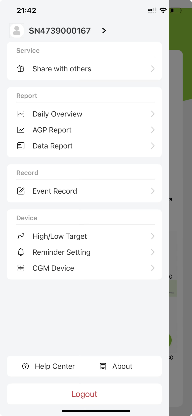 21:42
SN4739000167
Service
Share with others
Report
Daily Overview
AGP Report
Data Report
Record
Event Record
Device
High/Low Target
Reminder Setting
CGM Device
Help Center
About
Logout